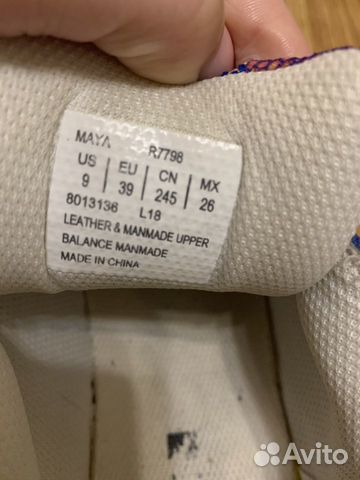 MAYA R7798
US EU CN MX
9 39 245 26
8013136 L18
LEATHER & MANMADE UPPER
BALANCE MANMADE
MADE IN CHINA
Avito